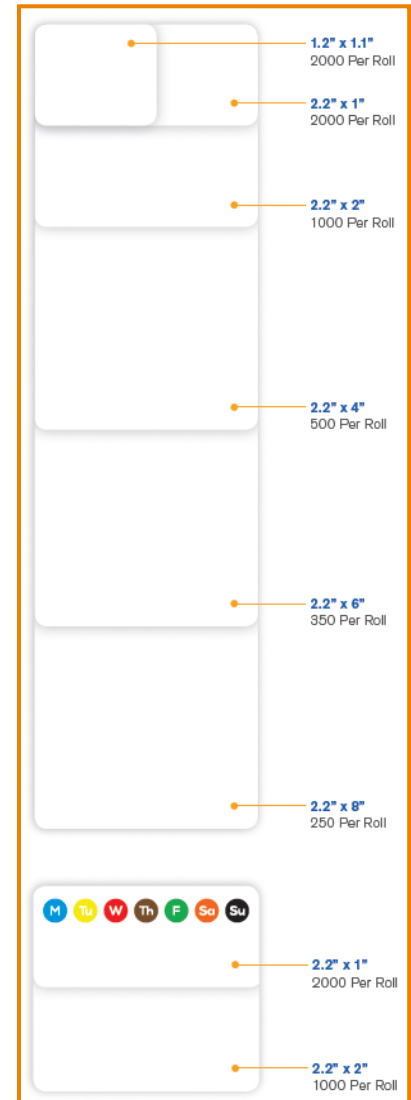 1.2" x 1.1"
2000 Per Roll
2.2" x 1"
2000 Per Roll
2.2" x 2"
1000 Per Roll
2.2" x 4"
500 Per Roll
2.2" x 6"
350 Per Roll
2.2" x 8"
250 Per Roll
M Tu W Th F Sa Su
2.2" x 1"
2000 Per Roll
2.2" x 2"
1000 Per Roll